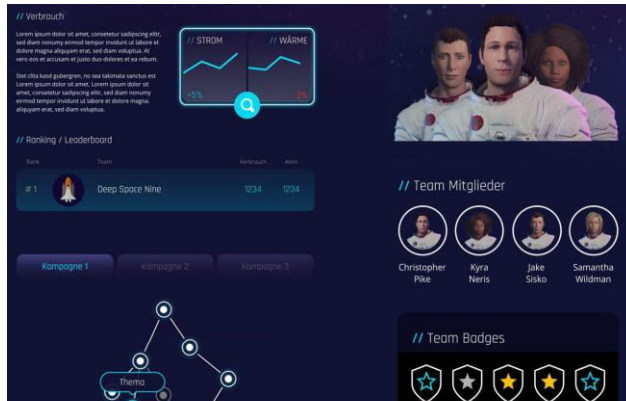 // Verbrauch
Lorem ipsum dolor sit amet, consetetur sadipscing elitr,
sed diam nonumy eirmod tempor invidunt ut labore et
dolore magna aliquyam erat, sed diam voluptua. At
vero eos et accusam et justo duo dolores et ea rebum.
Stet clita kasd gubergren, no sea takimata sanctus est
Lorem ipsum dolor sit amet. Lorem ipsum dolor sit
amet, consetetur sadipscing elitr, sed diam nonumy
eirmod tempor invidunt ut labore et dolore magna
aliquyam erat, sed diam voluptua.
// STROM
// WÄRME
+5%
-3%
// Ranking / Leaderboard
Rank Team Verbrauch Aktiv
# 1 Deep Space Nine 1234 1234
Kampagne 1 Kampagne 2 Kampagne 3
Thema
// Team Mitglieder
Christopher Pike
Kyra Neris
Jake Sisko
Samantha Wildman
// Team Badges